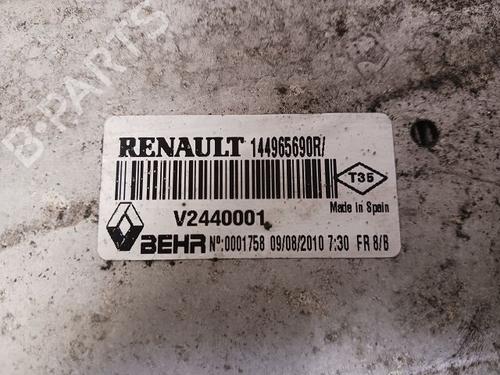 B-PARTS
RENAULT 144965690R/
T35
Made In Spain
V2440001
BEHR Nº:0001758 09/08/2010 7:30 FR 8/B